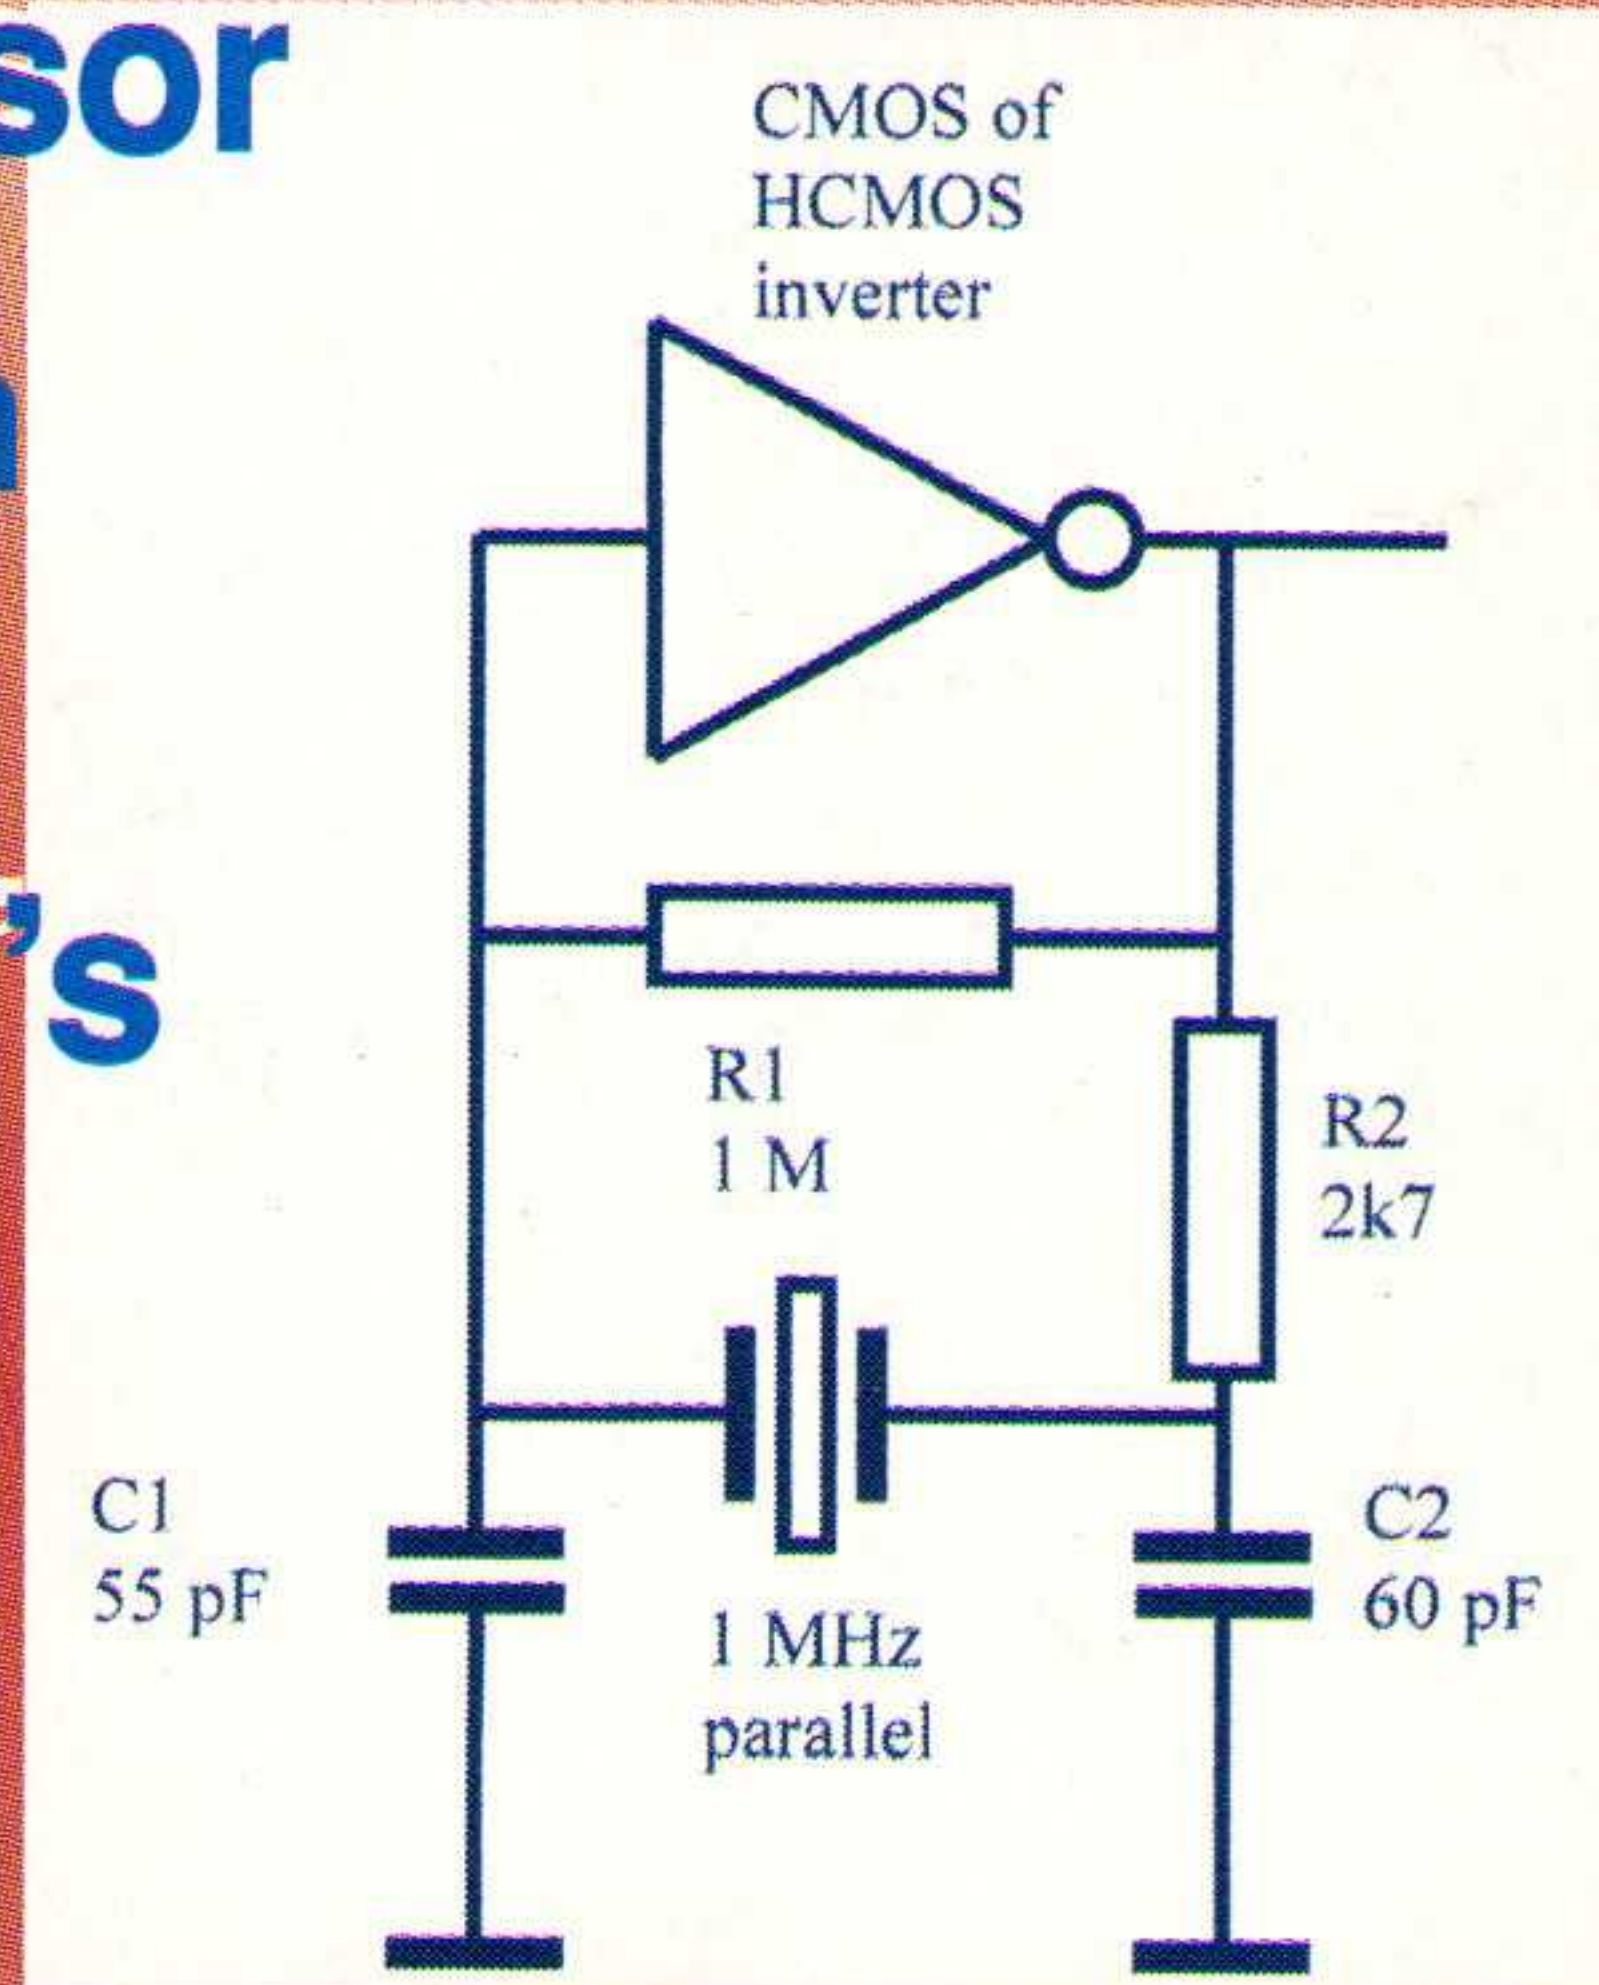 sor
’s
CMOS of
HCMOS
inverter
R1
1 M
R2
2k7
C1
55 pF
1 MHz
parallel
C2
60 pF